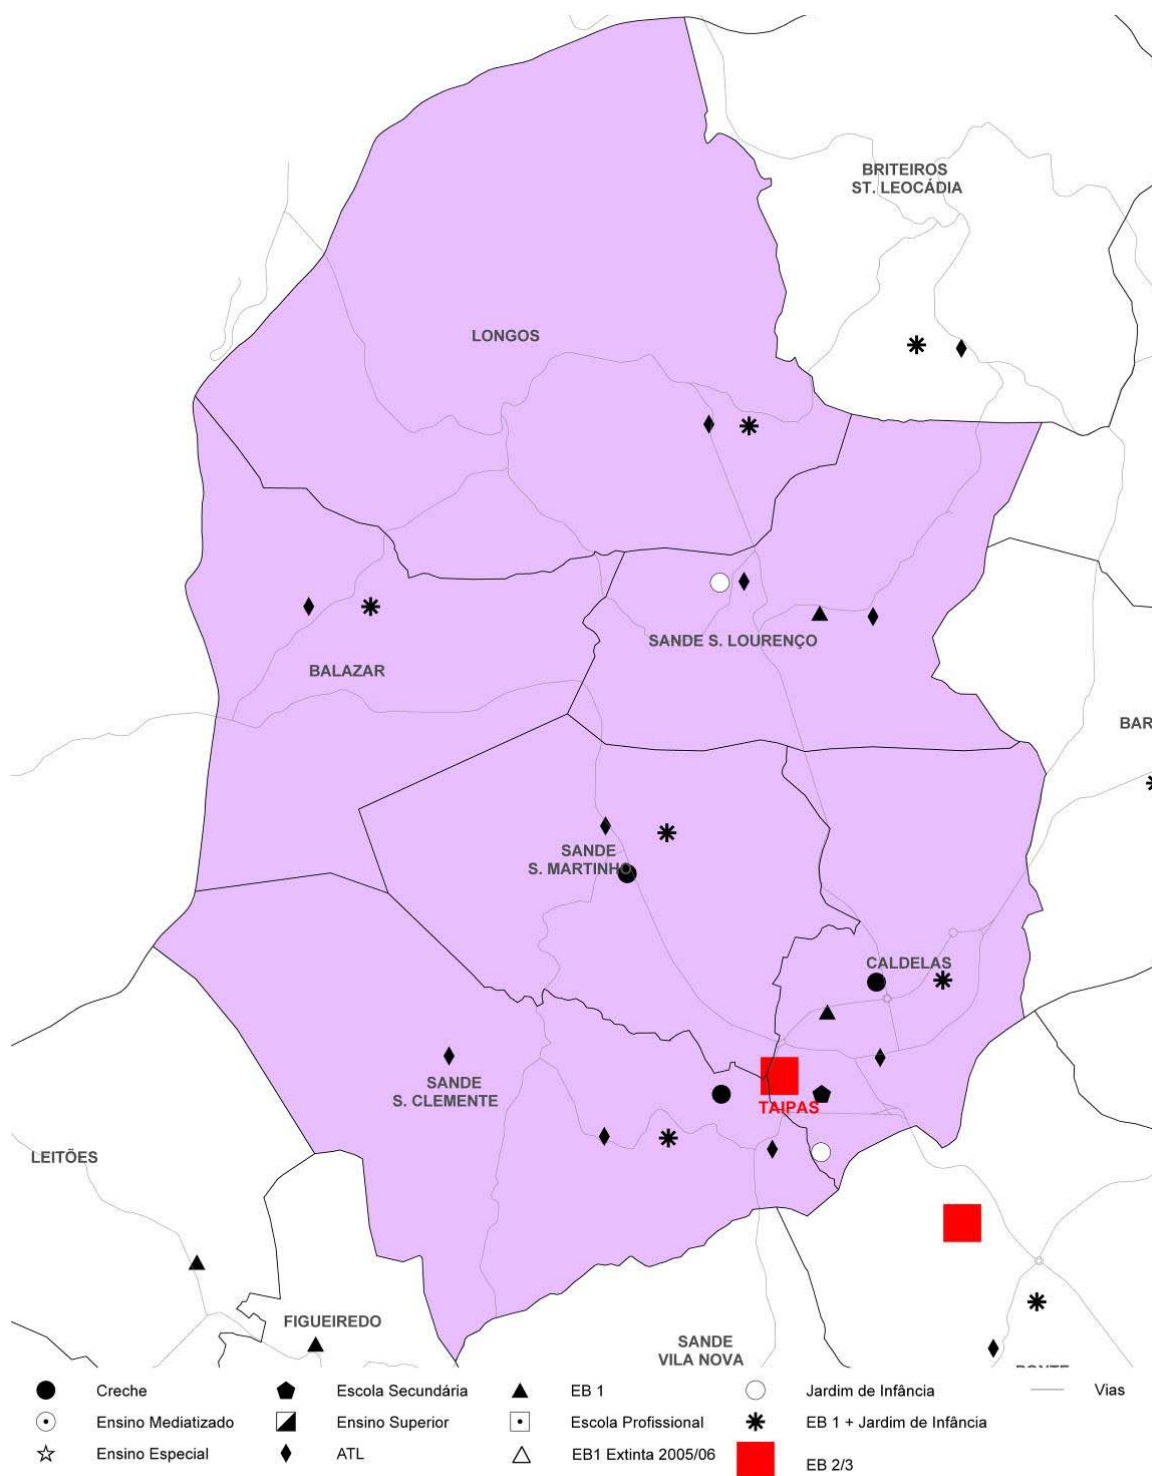 BRITEIROS
ST. LEOCÁDIA
LONGOS
SANDE S. LOURENÇO
BALAZAR
BAR
SANDE
S. MARTINHO
CALDELAS
SANDE
S. CLEMENTE
TAIPAS
LEITÕES
FIGUEIREDO
SANDE
VILA NOVA
Creche
Escola Secundária
EB 1
Jardim de Infância
Vias
Ensino Mediatizado
Ensino Superior
Escola Profissional
EB 1 + Jardim de Infância
Ensino Especial
ATL
EB1 Extinta 2005/06
EB 2/3